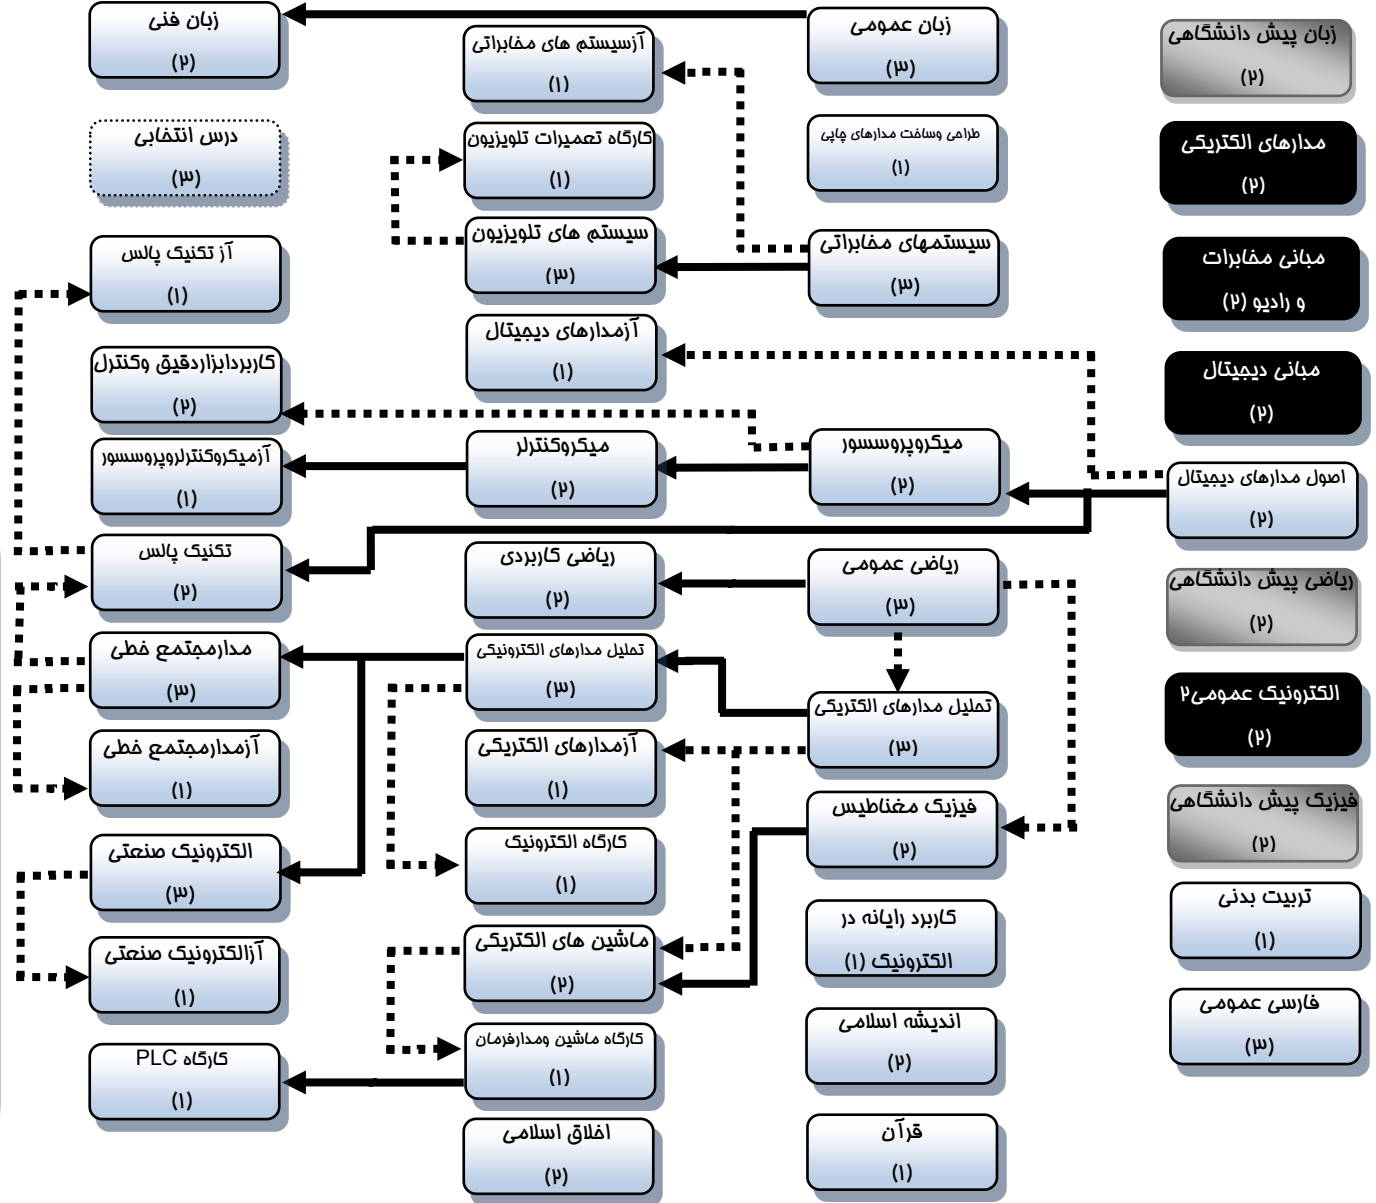 زبان پیش دانشگاهی
(۲)
مدارهای الکتریکی
(۲)
مبانی مخابرات
و رادیو (۲)
مبانی دیجیتال
(۲)
اصول مدارهای دیجیتال
(۲)
ریاضی پیش دانشگاهی
(۲)
الکترونیک عمومی۲
(۲)
فیزیک پیش دانشگاهی
(۲)
تربیت بدنی
(۱)
فارسی عمومی
(۳)
زبان عمومی
(۳)
طراحی وساخت مدارهای چاپی
(۱)
سیستمهای مخابراتی
(۳)
میکروپروسسور
(۲)
ریاضی عمومی
(۳)
تحلیل مدارهای الکتریکی
(۳)
فیزیک مغناطیس
(۲)
کاربرد رایانه در
الکترونیک (۱)
اندیشه اسلامی
(۲)
قرآن
(۱)
آزسیستم های مخابراتی
(۱)
کارگاه تعمیرات تلویزیون
(۱)
سیستم های تلویزیون
(۳)
آزمدارهای دیجیتال
(۱)
میکروکنترلر
(۲)
ریاضی کاربردی
(۲)
تحلیل مدارهای الکترونیکی
(۳)
آزمدارهای الکتریکی
(۱)
کارگاه الکترونیک
(۱)
ماشین های الکتریکی
(۲)
کارگاه ماشین ومدارفرمان
(۱)
اخلاق اسلامی
(۲)
زبان فنی
(۲)
درس انتخابی
(۳)
آز تکنیک پالس
(۱)
کاربردابزاردقیق وکنترل
(۲)
آزمیکروکنترلروپروسسور
(۱)
تکنیک پالس
(۲)
مدارمجتمع خطی
(۳)
آزمدارمجتمع خطی
(۱)
الکترونیک صنعتی
(۳)
آزالکترونیک صنعتی
(۱)
کارگاه PLC
(۱)